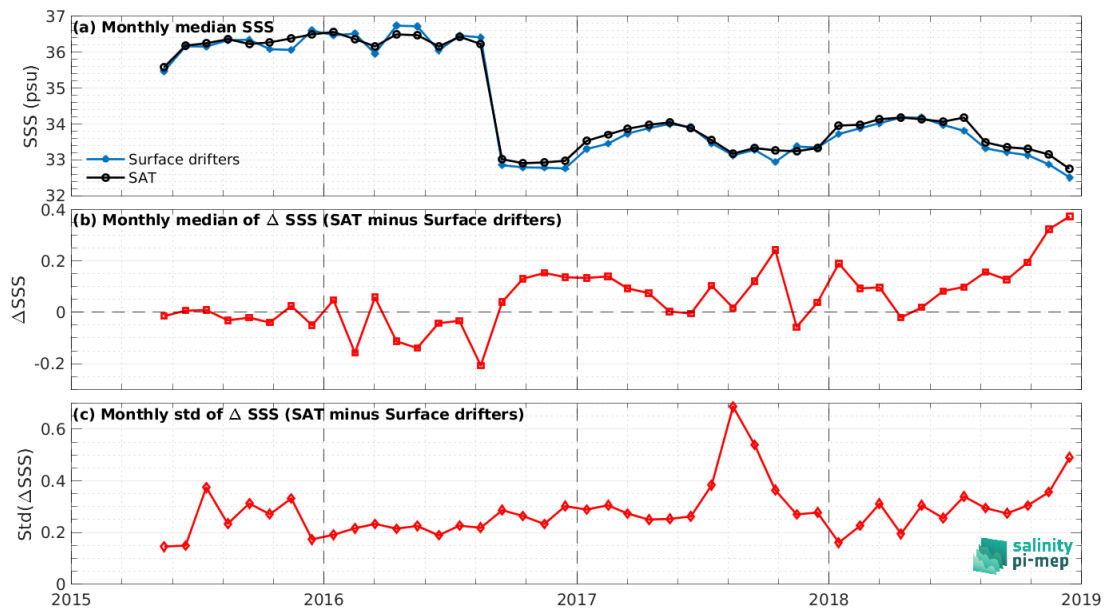 (a) Monthly median SSS
37
36
35
34
33
32
SSS (psu)
Surface drifters
SAT
(b) Monthly median of Δ SSS (SAT minus Surface drifters)
0.4
0.2
0
-0.2
ΔSSS
(c) Monthly std of Δ SSS (SAT minus Surface drifters)
0.6
0.4
0.2
0
Std(ΔSSS)
salinity
pi-mep
2015
2016
2017
2018
2019